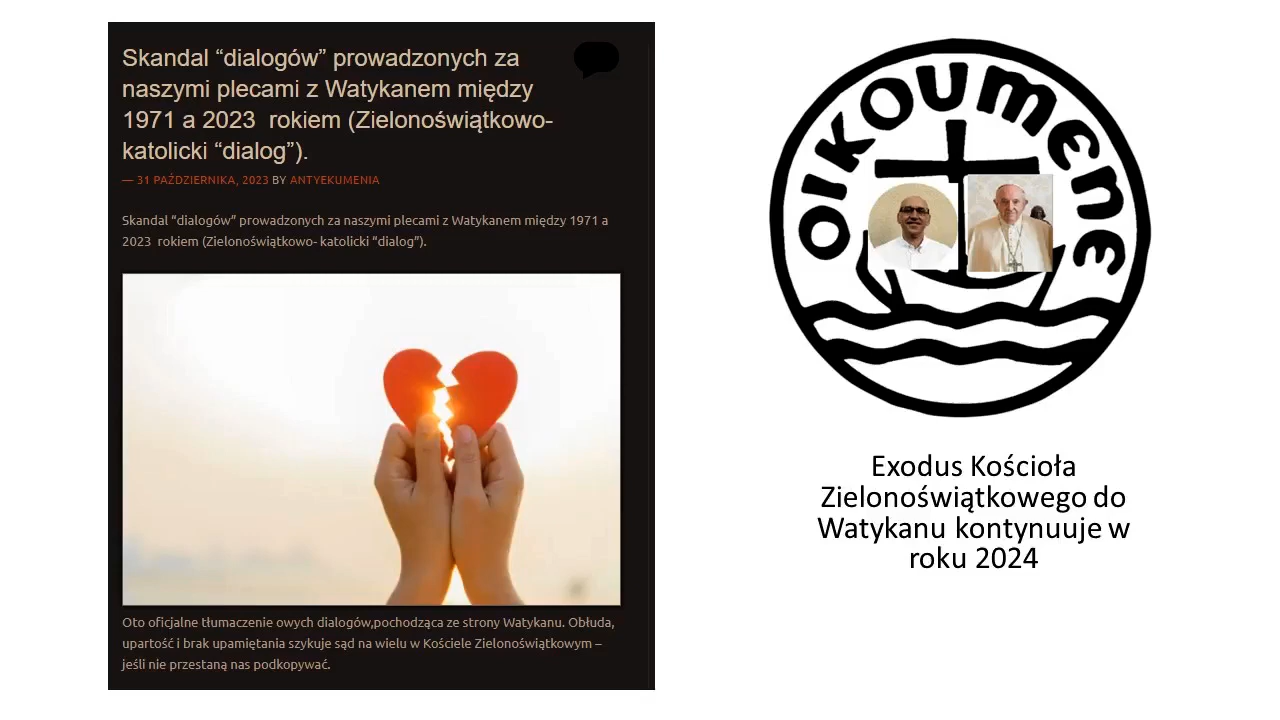 Skandal “dialogów” prowadzonych za
naszymi plecami z Watykanem między
1971 a 2023  rokiem (Zielonoświątkowo-
katolicki “dialog”).
— 31 PAŹDZIERNIKA, 2023 BY ANTYEKUMENIA
Skandal “dialogów” prowadzonych za naszymi plecami z Watykanem między 1971 a
2023  rokiem (Zielonoświątkowo- katolicki “dialog”).
Oto oficjalne tłumaczenie owych dialogów,pochodząca ze strony Watykanu. Obłuda,
upartość i brak upamiętania szykuje sąd na wielu w Kościele Zielonoświątkowym –
jeśli nie przestaną nas podkopywać.
OIKOUMENE
Exodus Kościoła
Zielonoświątkowego do
Watykanu kontynuuje w
roku 2024